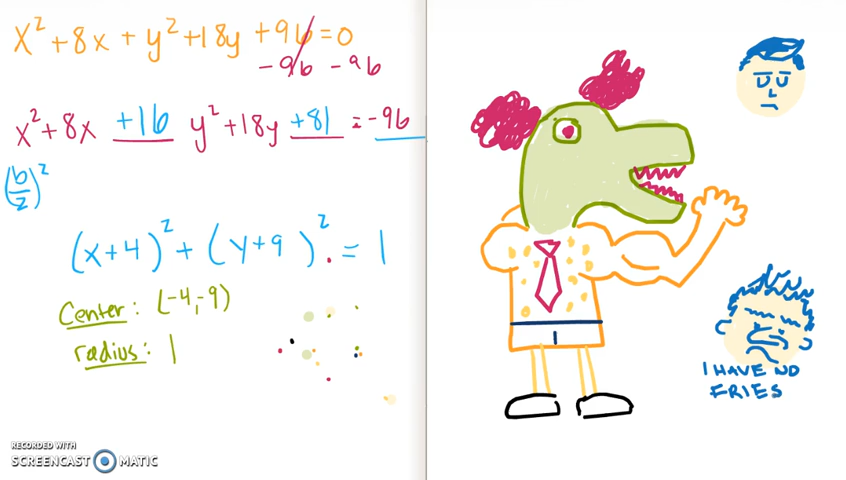 x² + 8x + y² + 18y + 96 = 0
-96 -96
x² + 8x +16 y² + 18y +81 = -96
(b/2)²
(x+4)² + (y+9)². = 1
Center: (-4,-9)
radius: 1
I HAVE NO
FRIES
RECORDED WITH
SCREENCAST MATIC